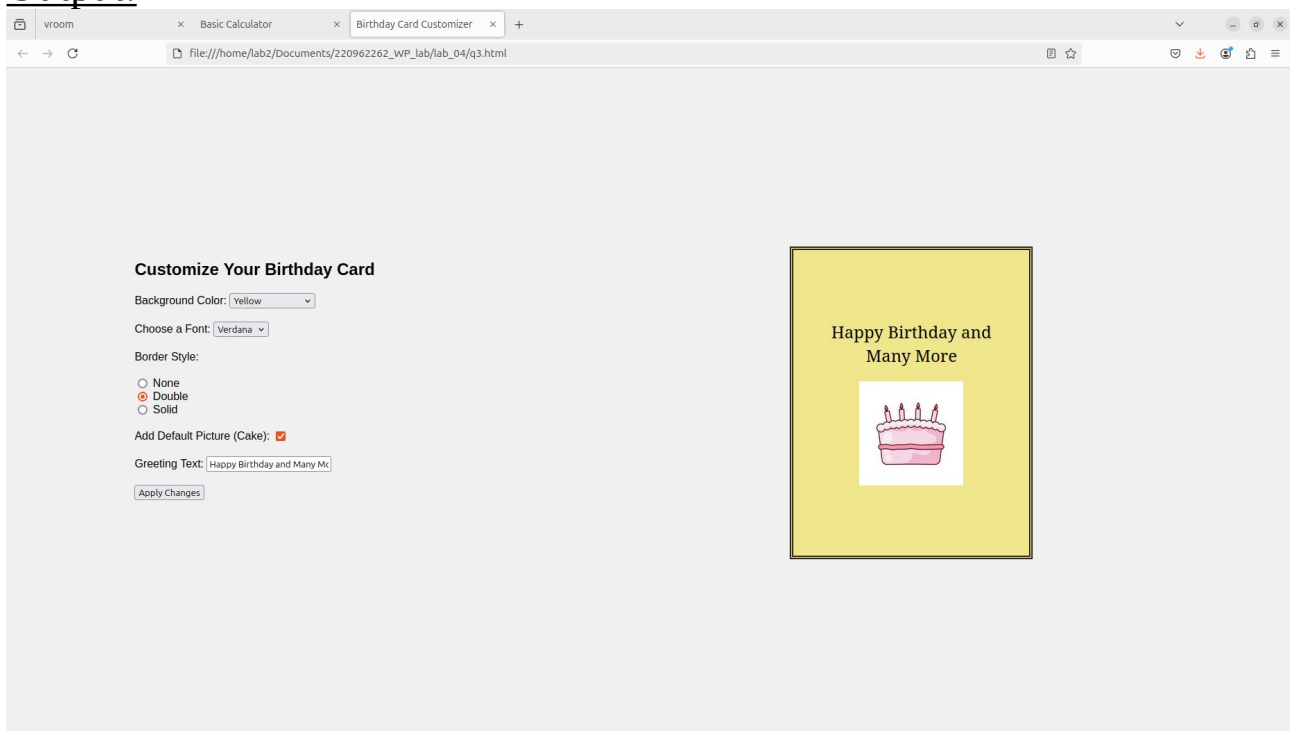 Output:
vroom
Basic Calculator
Birthday Card Customizer
file:///home/lab2/Documents/220962262_WP_lab/lab_04/q3.html
Customize Your Birthday Card
Background Color: Yellow
Choose a Font: Verdana
Border Style:
None
Double
Solid
Add Default Picture (Cake):
Greeting Text: Happy Birthday and Many Mo
Apply Changes
Happy Birthday and
Many More